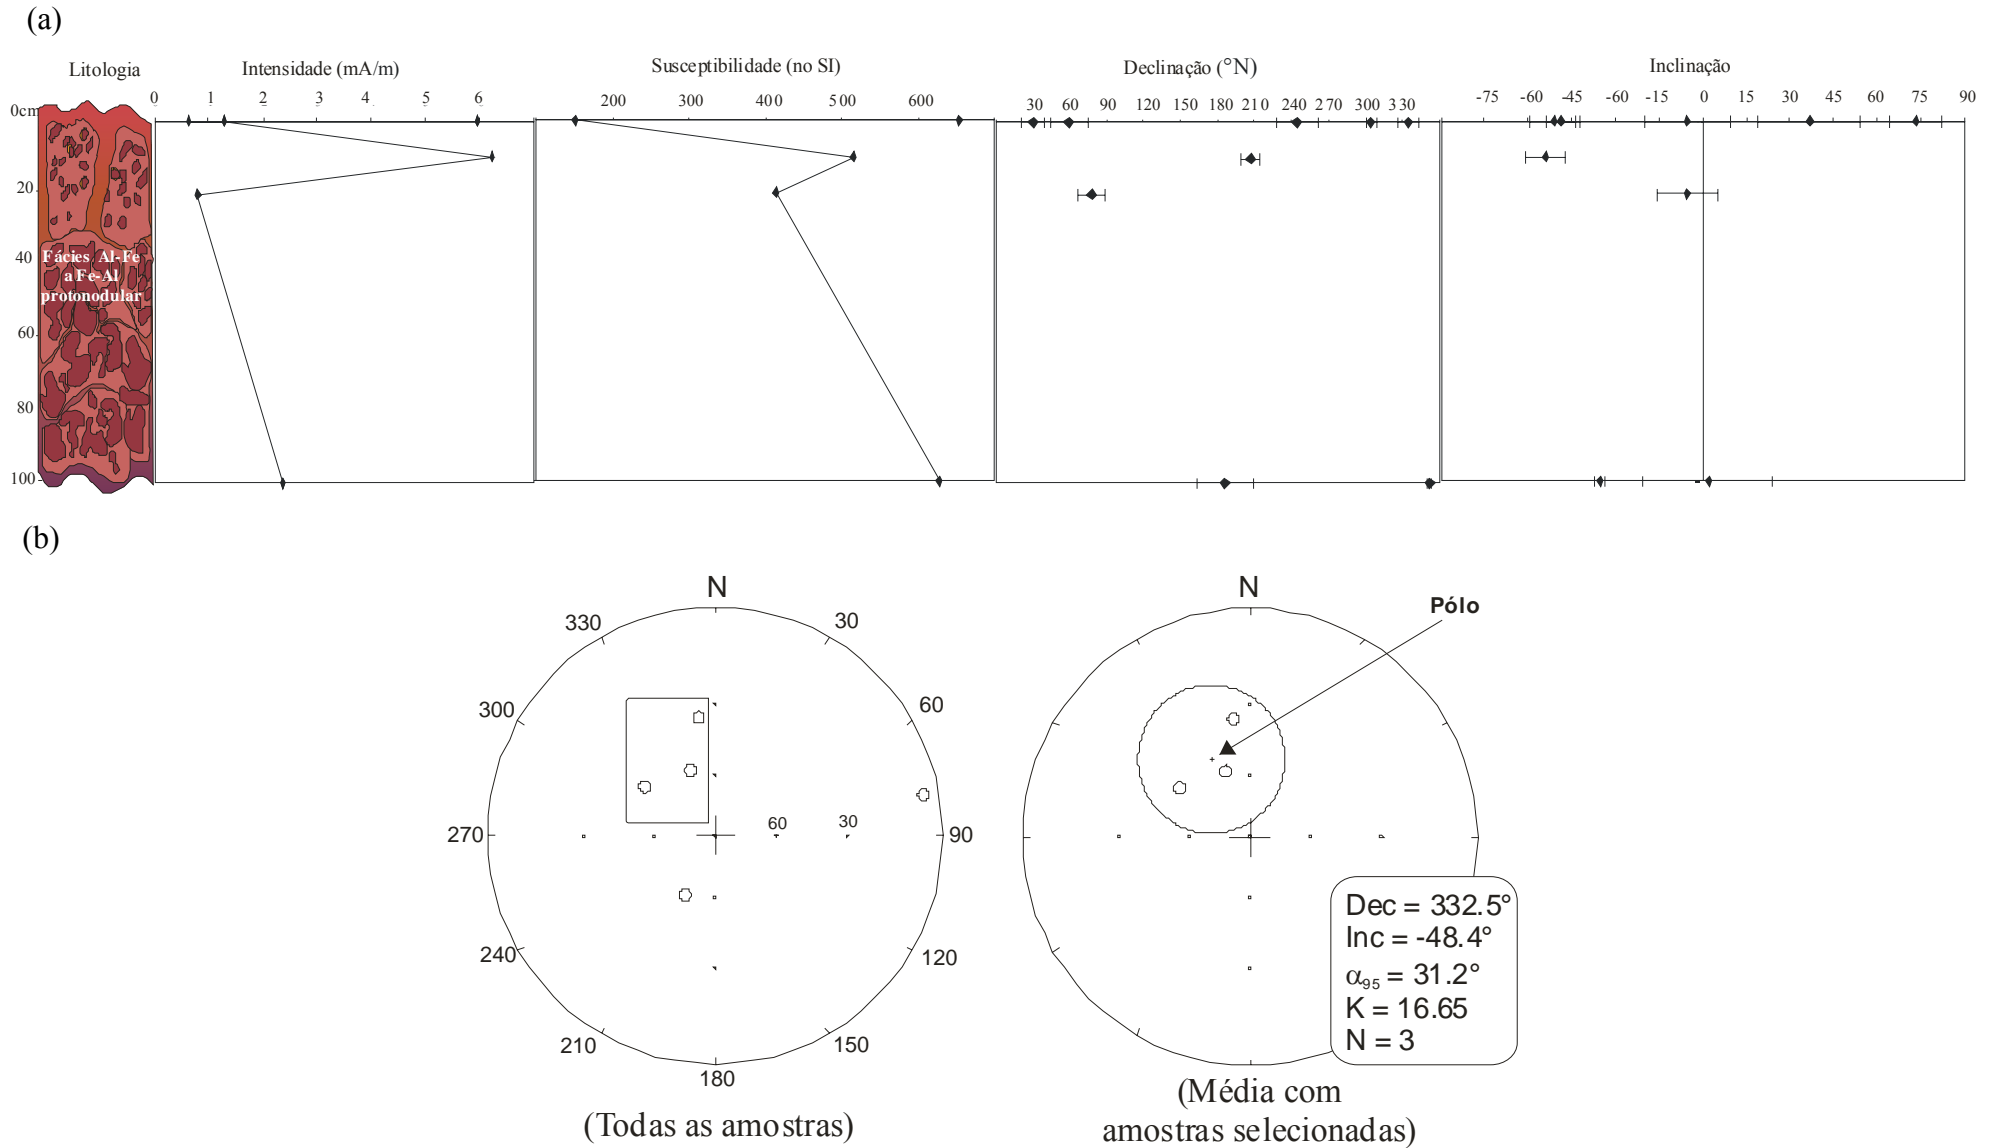 (a)
Litologia
Intensidade (mA/m)
Susceptibilidade (no SI)
Declinação (°N)
Inclinação
0 1 2 3 4 5 6
200 300 400 500 600
30 60 90 120 150 180 210 240 270 300 330
-75 -60 -45 -60 -15 0 15 30 45 60 75 90
0cm
20
40
60
80
100
Fácies Al-Fe
a Fe-Al
protonodular
(b)
N
330
30
300
60
270
60
30
90
240
120
210
150
180
(Todas as amostras)
N
Pólo
Dec = 332.5°
Inc = -48.4°
α95 = 31.2°
K = 16.65
N = 3
(Média com
amostras selecionadas)